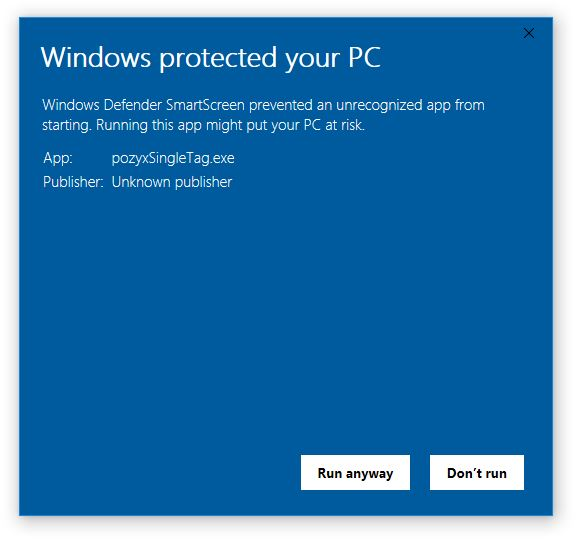 Windows protected your PC
Windows Defender SmartScreen prevented an unrecognized app from
starting. Running this app might put your PC at risk.
App: pozyxSingleTag.exe
Publisher: Unknown publisher
Run anyway Don't run